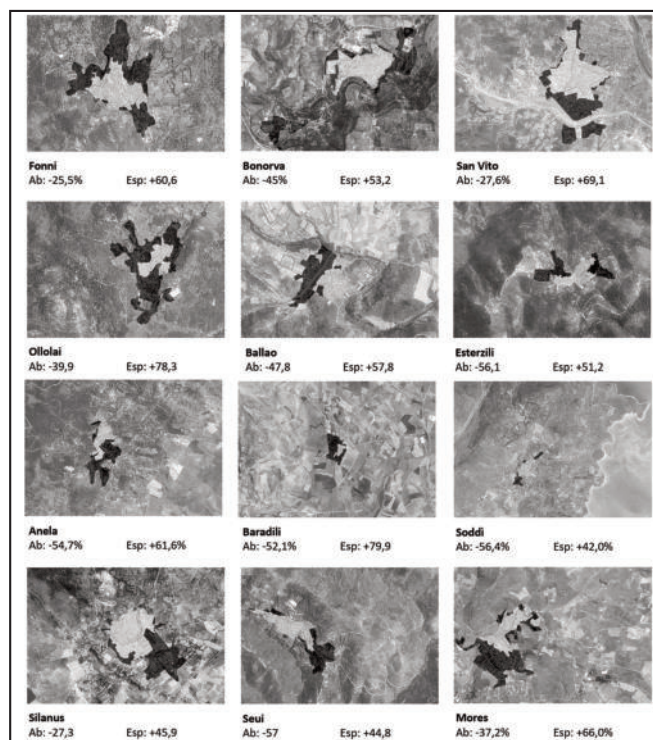 Fonni
Ab: -25,5% Esp: +60,6
Bonorva
Ab: -45% Esp: +53,2
San Vito
Ab: -27,6% Esp: +69,1
Ollolai
Ab: -39,9 Esp: +78,3
Ballao
Ab: -47,8 Esp: +57,8
Esterzili
Ab: -56,1 Esp: +51,2
Anela
Ab: -54,7% Esp: +61,6%
Baradili
Ab: -52,1% Esp: +79,9
Soddì
Ab: -56,4% Esp: +42,0%
Silanus
Ab: -27,3 Esp: +45,9
Seui
Ab: -57 Esp: +44,8
Mores
Ab: -37,2% Esp: +66,0%